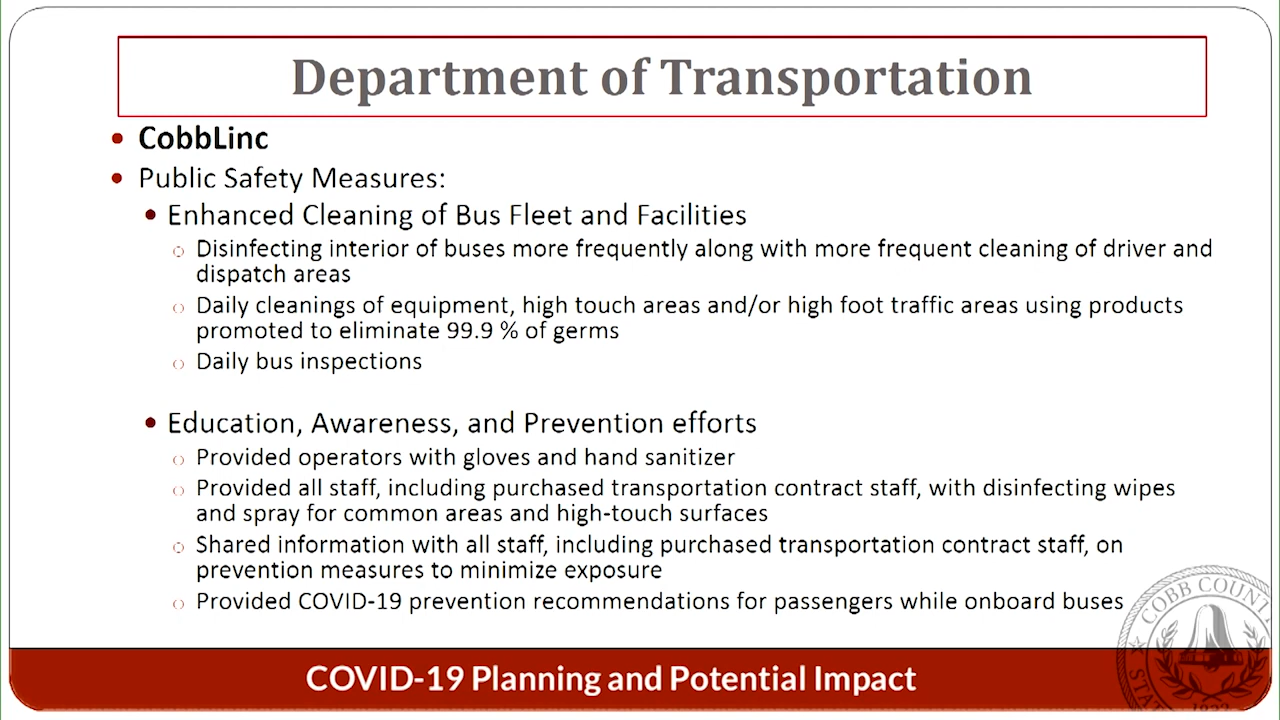 Department of Transportation
CobbLinc
Public Safety Measures:
Enhanced Cleaning of Bus Fleet and Facilities
Disinfecting interior of buses more frequently along with more frequent cleaning of driver and
dispatch areas
Daily cleanings of equipment, high touch areas and/or high foot traffic areas using products
promoted to eliminate 99.9 % of germs
Daily bus inspections
Education, Awareness, and Prevention efforts
Provided operators with gloves and hand sanitizer
Provided all staff, including purchased transportation contract staff, with disinfecting wipes
and spray for common areas and high-touch surfaces
Shared information with all staff, including purchased transportation contract staff, on
prevention measures to minimize exposure
Provided COVID-19 prevention recommendations for passengers while onboard buses
COBB COUNT
STAT
COVID-19 Planning and Potential Impact